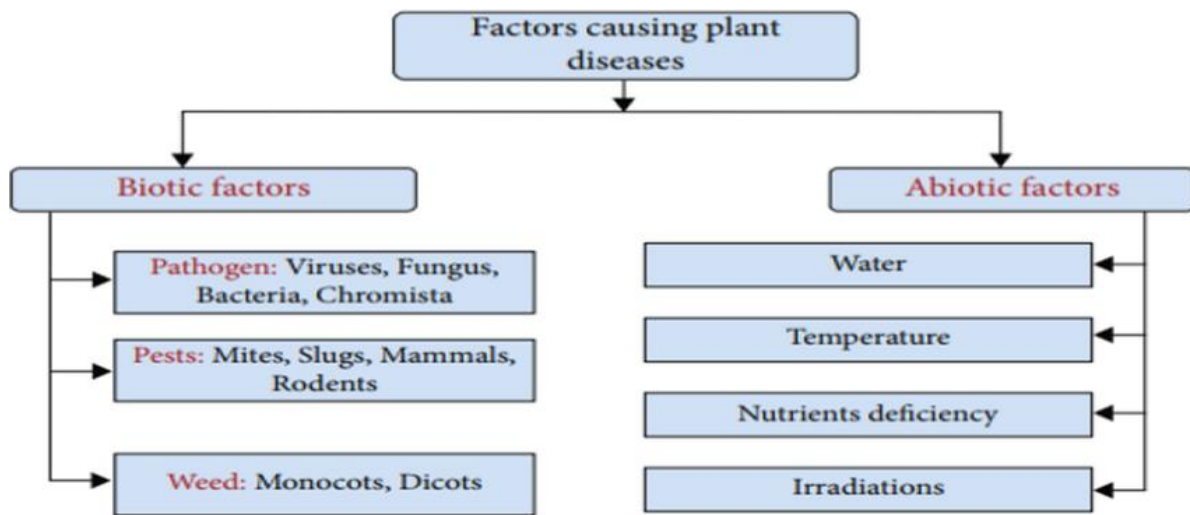 Factors causing plant
diseases
Biotic factors
Pathogen: Viruses, Fungus,
Bacteria, Chromista
Pests: Mites, Slugs, Mammals,
Rodents
Weed: Monocots, Dicots
Abiotic factors
Water
Temperature
Nutrients deficiency
Irradiations